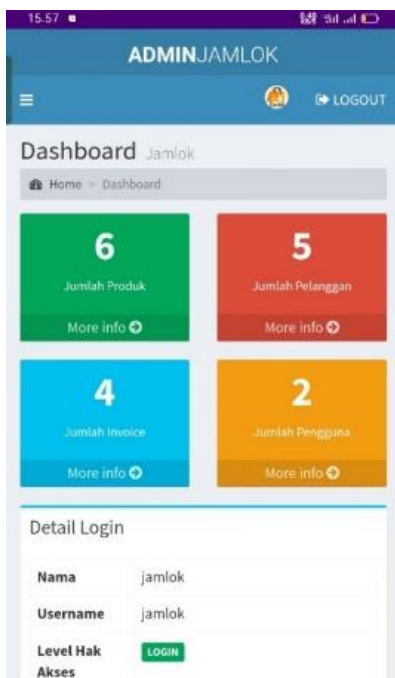 15.57
ADMINJAMLOK
LOGOUT
Dashboard Jamlok
Home > Dashboard
6
Jumlah Produk
More info
5
Jumlah Pelanggan
More info
4
Jumlah Invoice
More info
2
Jumlah Pengguna
More info
Detail Login
Nama jamlok
Username jamlok
Level Hak Akses LOGIN